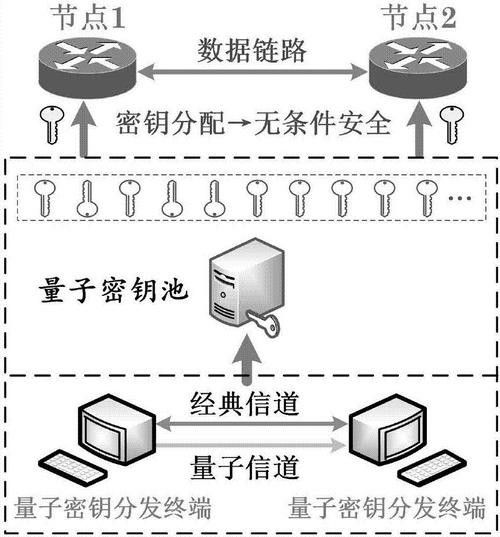 节点1
节点2
数据链路
密钥分配→无条件安全
…
量子密钥池
经典信道
量子信道
量子密钥分发终端
量子密钥分发终端